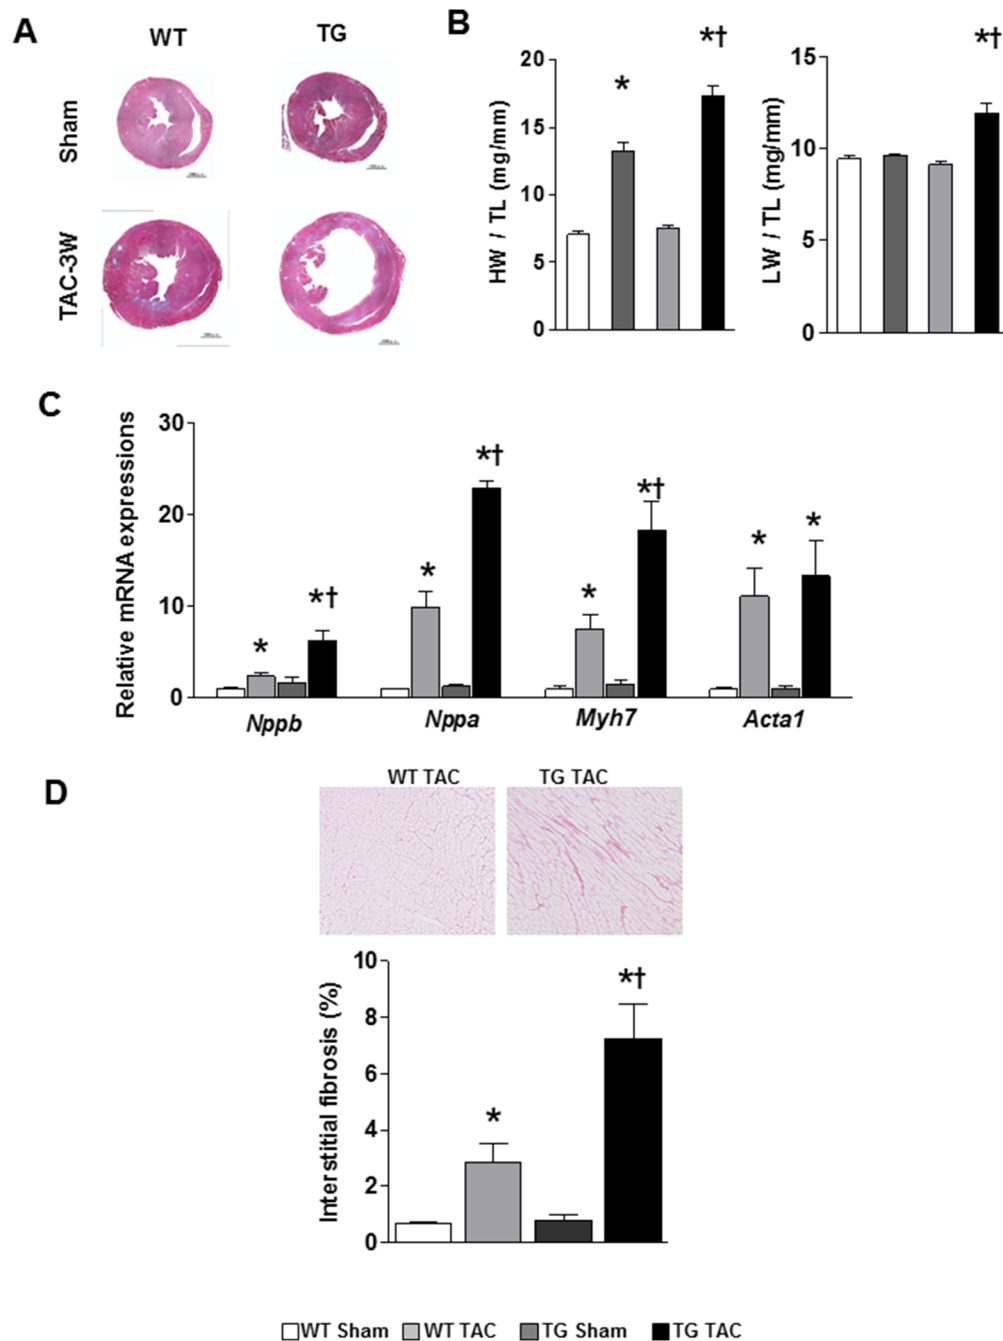 A
WT
TG
Sham
TAC-3W
B
HW / TL (mg/mm)
20
15
10
5
0
*
*†
LW / TL (mg/mm)
15
10
5
0
*†
C
Relative mRNA expressions
30
20
10
0
*
*†
*
*†
*
*†
*
*
Nppb
Nppa
Myh7
Acta1
D
WT TAC
TG TAC
Interstitial fibrosis (%)
10
8
6
4
2
0
*
*†
WT Sham
WT TAC
TG Sham
TG TAC